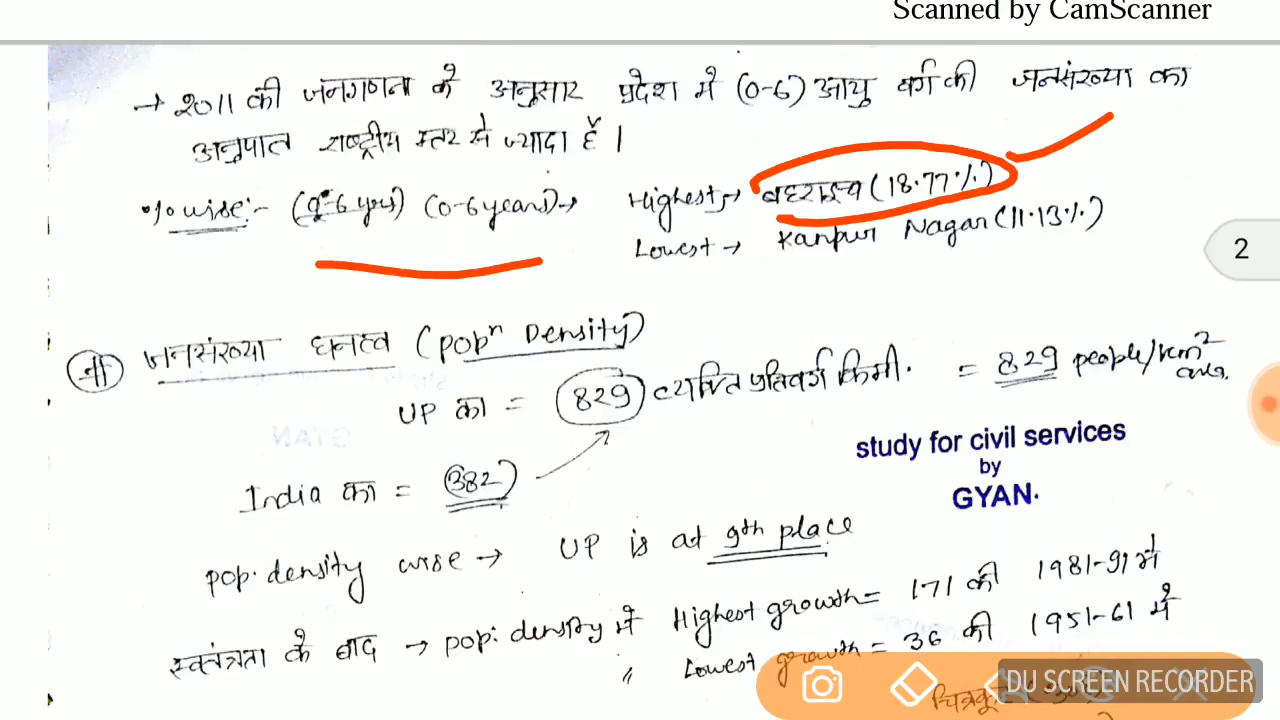 Scanned by CamScanner
→ 2011 की जनगणना के अनुसार प्रदेश में (0-6) आयु वर्ग की जनसंख्या का
अनुपात राष्ट्रीय स्तर से ज्यादा है ।
% wise:- (0-6 yrs) (0-6 years) → Highest → बहराइच (18.77%)
Lowest → Kanpur Nagar (11.13%)
2
जनसंख्या घनत्व (Popⁿ Density)
UP का = 829 व्यक्ति प्रतिवर्ग किमी. = 829 people/km²
study for civil services
by
GYAN.
India का = 382
pop. density wise → UP is at 9th place
स्वतंत्रता के बाद → pop. density में Highest growth = 171 की 1981-91 में
" Lowest growth = 36 की 1951-61 में
DU SCREEN RECORDER